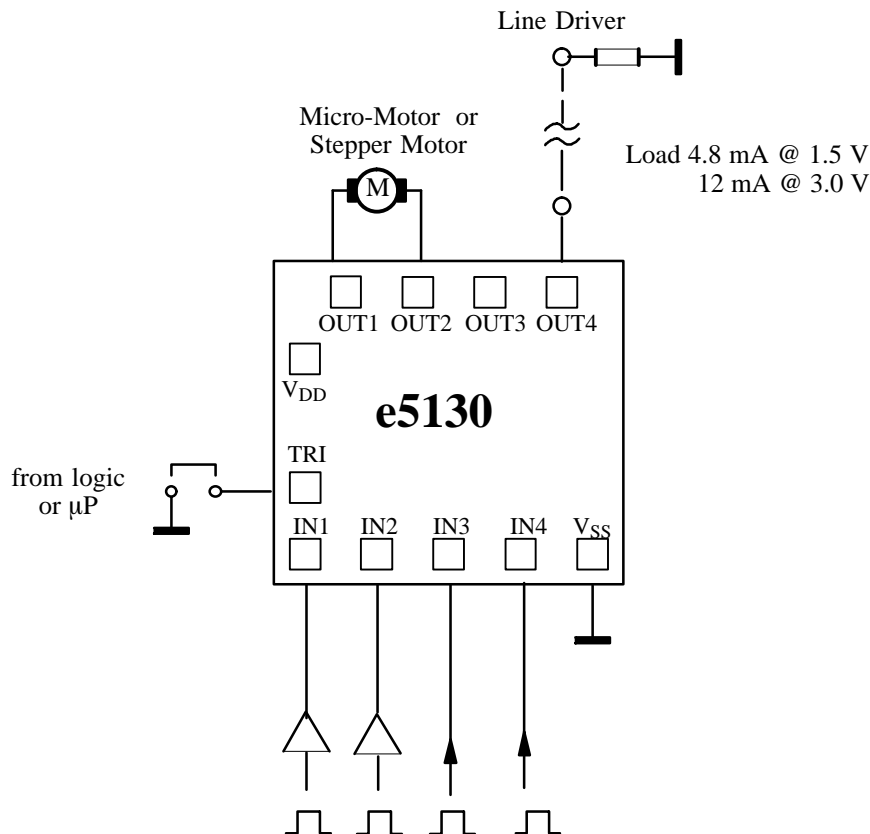 Line Driver
Micro-Motor or
Stepper Motor
Load 4.8 mA @ 1.5 V
12 mA @ 3.0 V
M
OUT1 OUT2 OUT3 OUT4
VDD
e5130
TRI
from logic
or μP
IN1 IN2 IN3 IN4 VSS